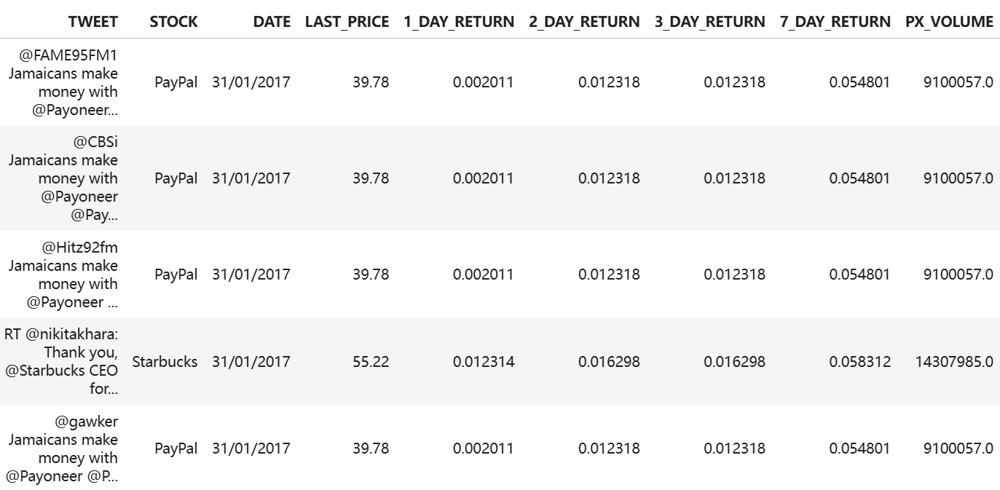 TWEET STOCK DATE LAST_PRICE 1_DAY_RETURN 2_DAY_RETURN 3_DAY_RETURN 7_DAY_RETURN PX_VOLUME
@FAME95FM1
Jamaicans make
money with
@Payoneer...
PayPal 31/01/2017 39.78 0.002011 0.012318 0.012318 0.054801 9100057.0
@CBSi
Jamaicans make
money with
@Payoneer
@Pay...
PayPal 31/01/2017 39.78 0.002011 0.012318 0.012318 0.054801 9100057.0
@Hitz92fm
Jamaicans make
money with
@Payoneer ...
PayPal 31/01/2017 39.78 0.002011 0.012318 0.012318 0.054801 9100057.0
RT @nikitakhara:
Thank you,
@Starbucks CEO
for...
Starbucks 31/01/2017 55.22 0.012314 0.016298 0.016298 0.058312 14307985.0
@gawker
Jamaicans make
money with
@Payoneer @P...
PayPal 31/01/2017 39.78 0.002011 0.012318 0.012318 0.054801 9100057.0